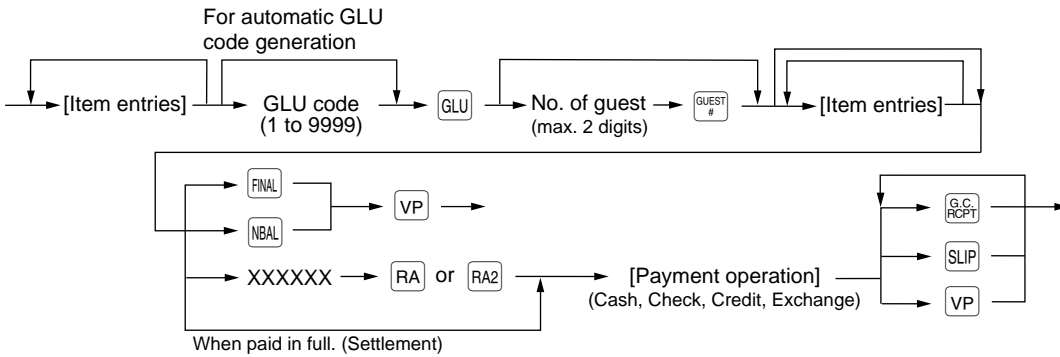 For automatic GLU
code generation
[Item entries]
GLU code
(1 to 9999)
GLU
No. of guest
(max. 2 digits)
GUEST
#
[Item entries]
FINAL
VP
NBAL
XXXXXX
RA or RA2
[Payment operation]
(Cash, Check, Credit, Exchange)
G.C.
RCPT
SLIP
VP
When paid in full. (Settlement)